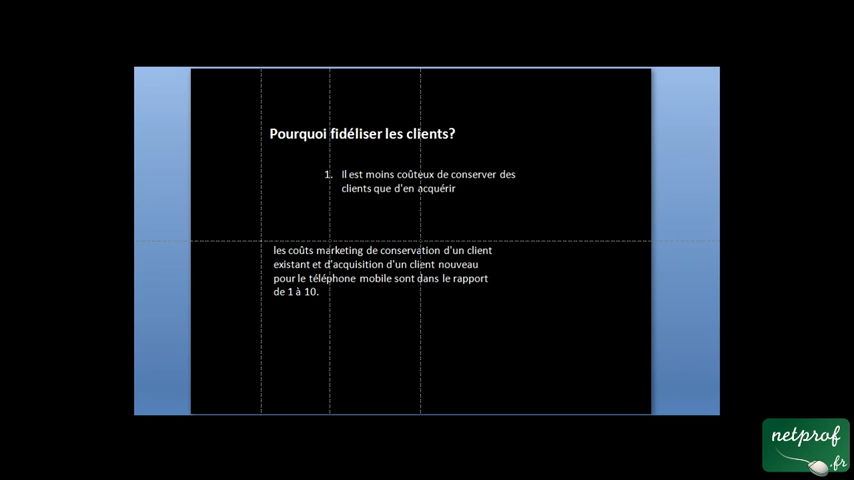 Pourquoi fidéliser les clients?
1. Il est moins coûteux de conserver des
clients que d'en acquérir
les coûts marketing de conservation d'un client
existant et d'acquisition d'un client nouveau
pour le téléphone mobile sont dans le rapport
de 1 à 10.
netprof
.fr